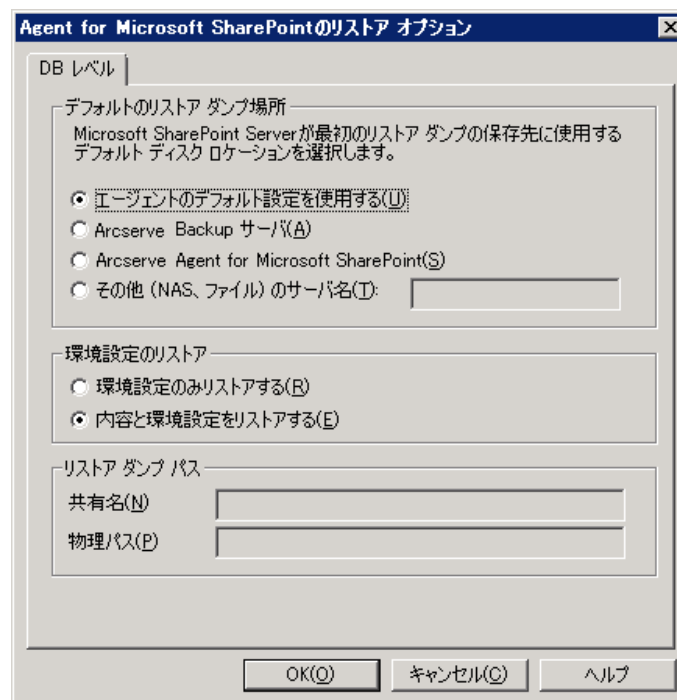 Agent for Microsoft SharePointのリストア オプション
DB レベル
デフォルトのリストア ダンプ場所
Microsoft SharePoint Serverが最初のリストア ダンプの保存先に使用する
デフォルト ディスク ロケーションを選択します。
エージェントのデフォルト設定を使用する(U)
Arcserve Backup サーバ(A)
Arcserve Agent for Microsoft SharePoint(S)
その他 (NAS、ファイル) のサーバ名(T):
環境設定のリストア
環境設定のみリストアする(R)
内容と環境設定をリストアする(E)
リストア ダンプ パス
共有名(N)
物理パス(P)
OK(O)
キャンセル(C)
ヘルプ